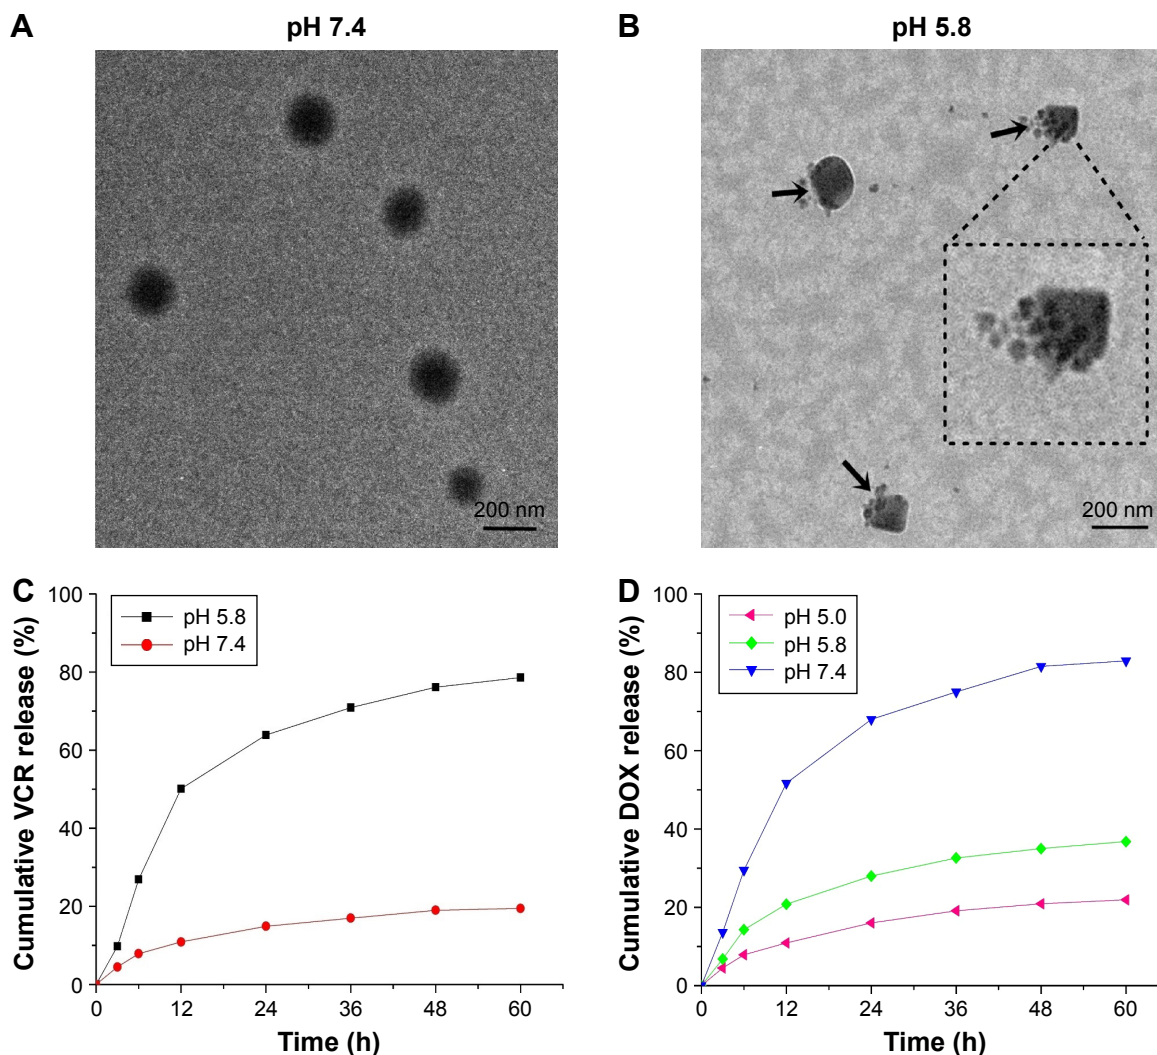 A
pH 7.4
200 nm
B
pH 5.8
200 nm
C
Cumulative VCR release (%)
100
80
60
40
20
0
pH 5.8
pH 7.4
0 12 24 36 48 60
Time (h)
D
Cumulative DOX release (%)
100
80
60
40
20
0
pH 5.0
pH 5.8
pH 7.4
0 12 24 36 48 60
Time (h)